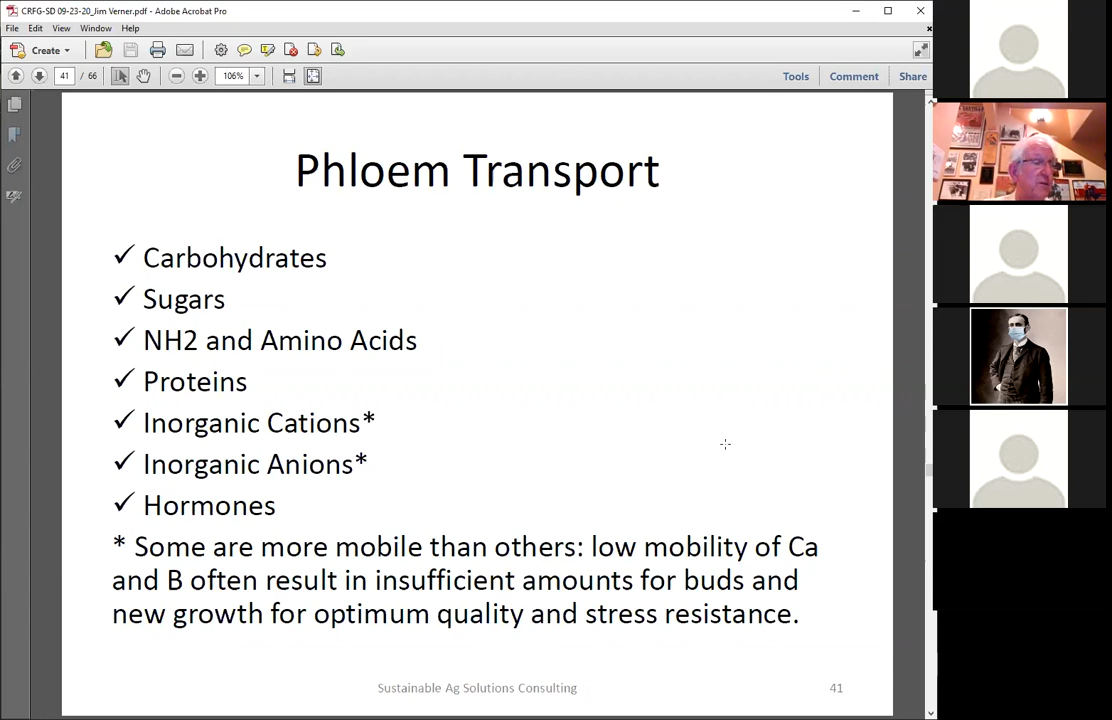 CRFG-SD 09-23-20_Jim Verner.pdf - Adobe Acrobat Pro
File Edit View Window Help
Create
41 / 66 106% Tools Comment Share
Phloem Transport
✓ Carbohydrates
✓ Sugars
✓ NH2 and Amino Acids
✓ Proteins
✓ Inorganic Cations*
✓ Inorganic Anions*
✓ Hormones
* Some are more mobile than others: low mobility of Ca
and B often result in insufficient amounts for buds and
new growth for optimum quality and stress resistance.
Sustainable Ag Solutions Consulting 41